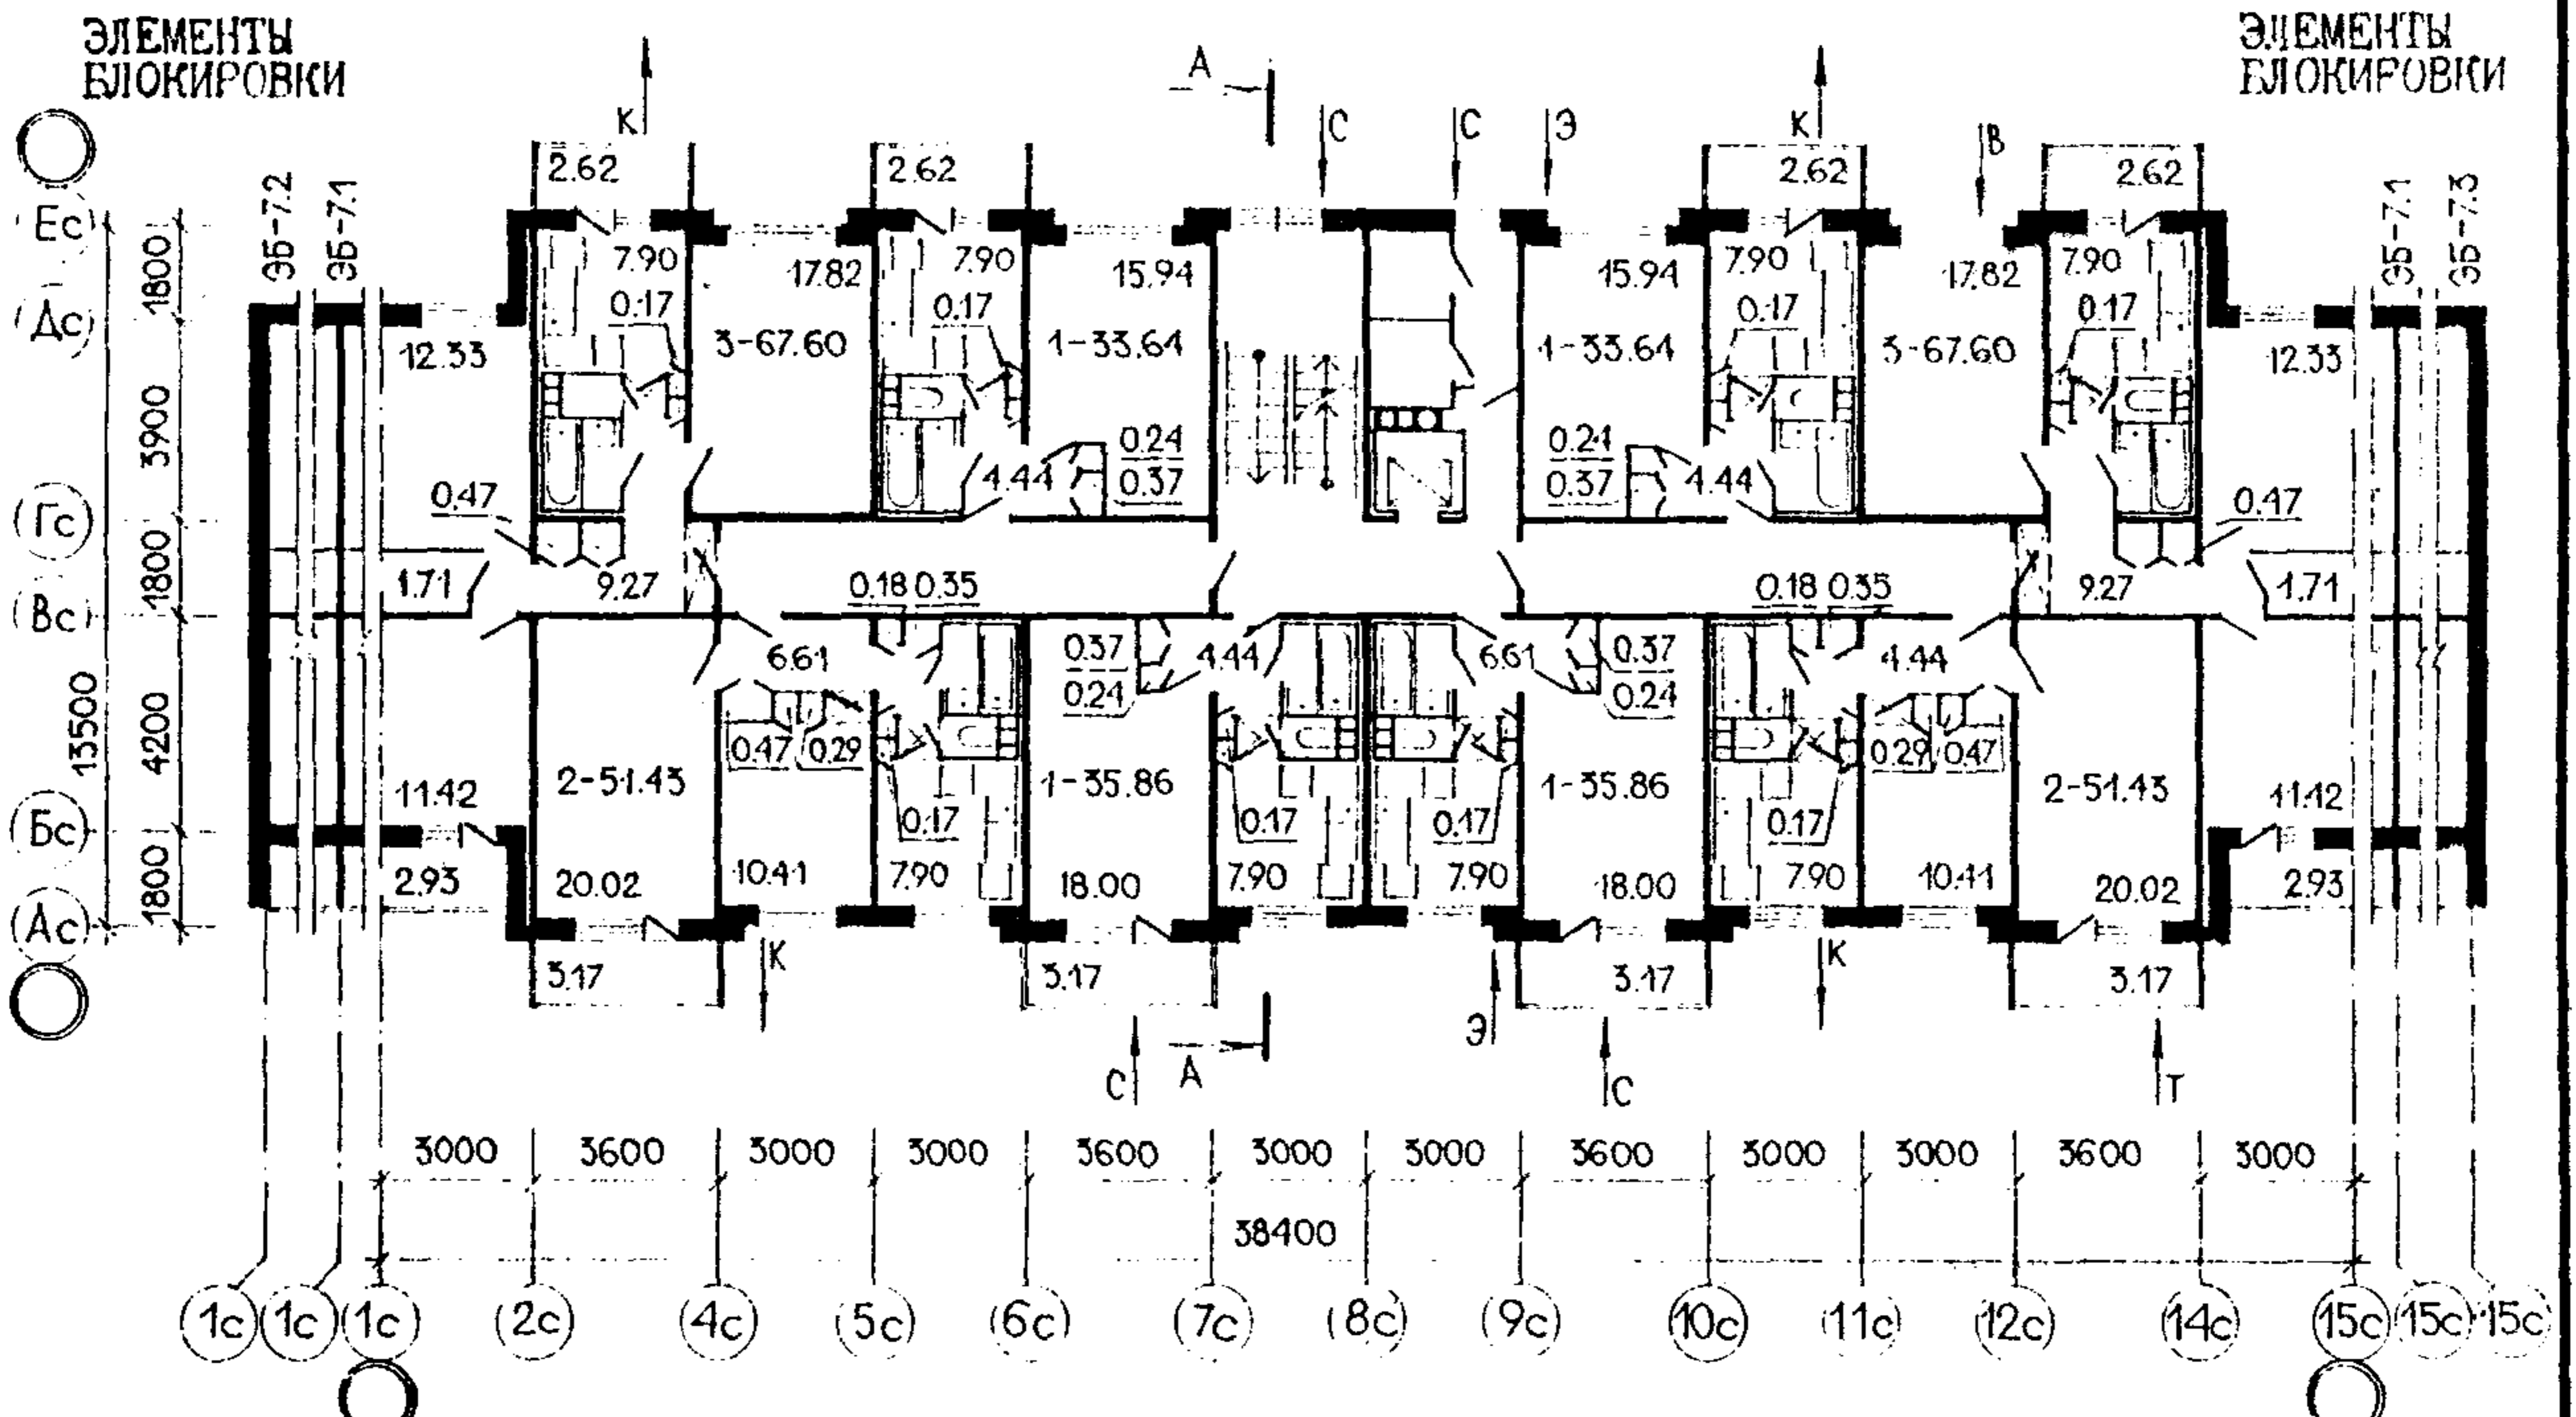 ЭЛЕМЕНТЫ
БЛОКИРОВКИ
ЭЛЕМЕНТЫ
БЛОКИРОВКИ
А
К С С Э К В
2.62 2.62 2.62 2.62
ЭБ-7.2 ЭБ-7.1 ЭБ-7.1 ЭБ-7.3
Ес
1800
7.90 17.82 7.90 15.94 15.94 7.90 17.82 7.90
0.17 0.17 0.17 0.17
Дс
12.33 3-67.60 1-33.64 1-33.64 3-67.60 12.33
3900
0.24 0.24
0.47 4.44 0.37 0.37 4.44 0.47
Гс
1800
1.71 9.27 0.18 0.35 0.18 0.35 9.27 1.71
Вс
6.61 0.37 4.44 6.61 0.37 4.44
0.24 0.24
13500
4200
0.47 0.29 0.29 0.47
2-51.43 1-35.86 1-35.86 2-51.43
11.42 0.17 0.17 0.17 0.17 11.42
Бс
1800
2.93 20.02 10.41 7.90 18.00 7.90 7.90 18.00 7.90 10.41 20.02 2.93
Ас
3.17 К 3.17 3.17 К 3.17
С А Э С Т
3000 3600 3000 3000 3600 3000 3000 3600 3000 3000 3600 3000
38400
1с 1с 1с 2с 4с 5с 6с 7с 8с 9с 10с 11с 12с 14с 15с 15с 15с